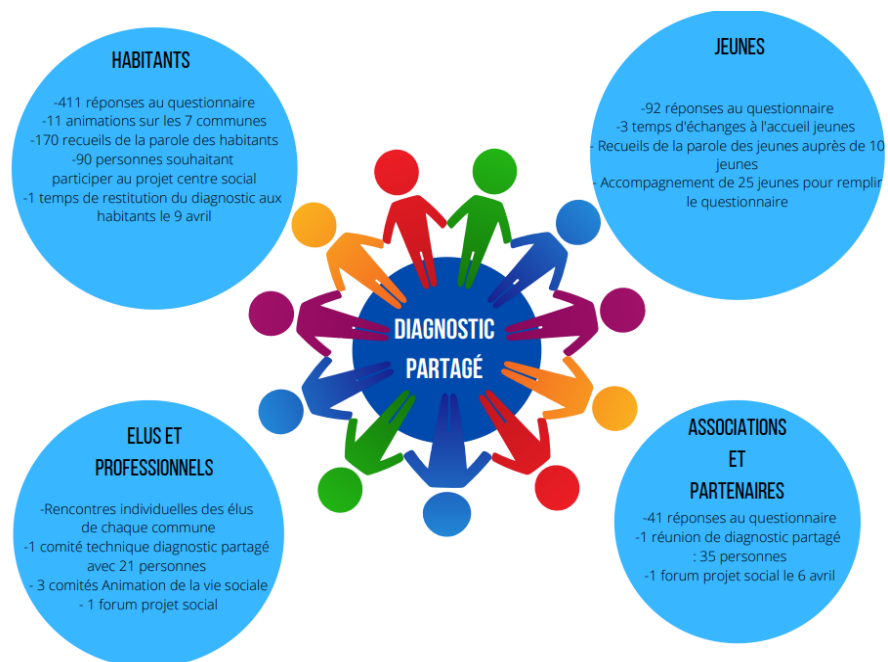 HABITANTS
-411 réponses au questionnaire
-11 animations sur les 7 communes
-170 recueils de la parole des habitants
-90 personnes souhaitant
participer au projet centre social
-1 temps de restitution du diagnostic aux
habitants le 9 avril
JEUNES
-92 réponses au questionnaire
-3 temps d'échanges à l'accueil jeunes
- Recueils de la parole des jeunes auprès de 10
jeunes
- Accompagnement de 25 jeunes pour remplir
le questionnaire
DIAGNOSTIC
PARTAGÉ
ELUS ET
PROFESSIONNELS
-Rencontres individuelles des élus
de chaque commune
-1 comité technique diagnostic partagé
avec 21 personnes
- 3 comités Animation de la vie sociale
- 1 forum projet social
ASSOCIATIONS
ET
PARTENAIRES
-41 réponses au questionnaire
-1 réunion de diagnostic partagé
: 35 personnes
-1 forum projet social le 6 avril